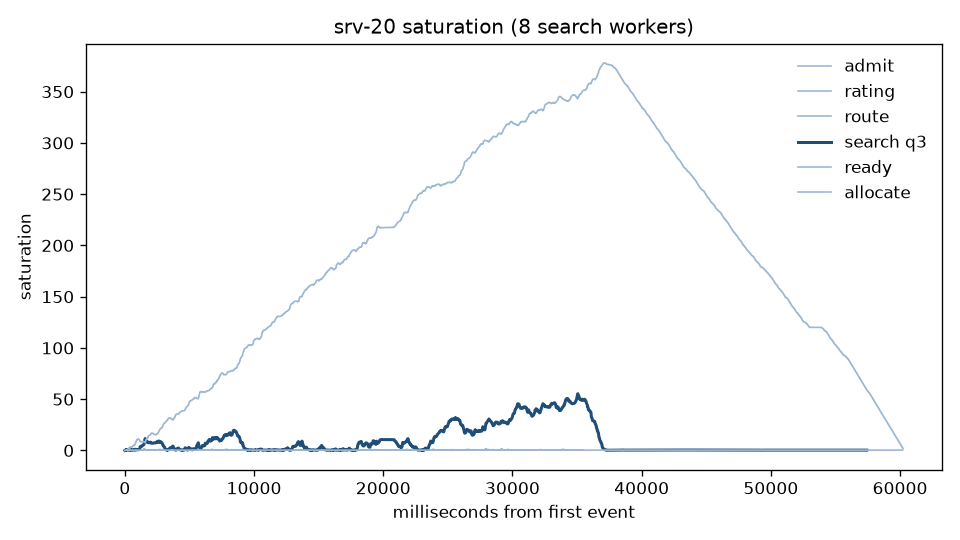 srv-20 saturation (8 search workers)
admit
rating
route
search q3
ready
allocate
350
300
250
200
150
100
50
0
saturation
0 10000 20000 30000 40000 50000 60000
milliseconds from first event